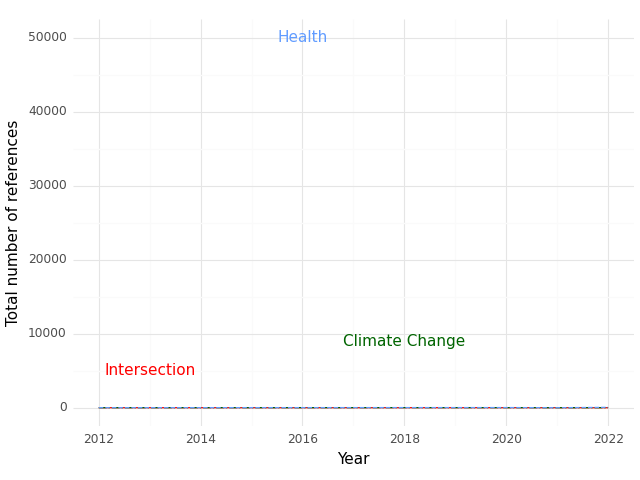 50000
Health
40000
30000
20000
10000
Climate Change
Intersection
0
Total number of references
2012 2014 2016 2018 2020 2022
Year